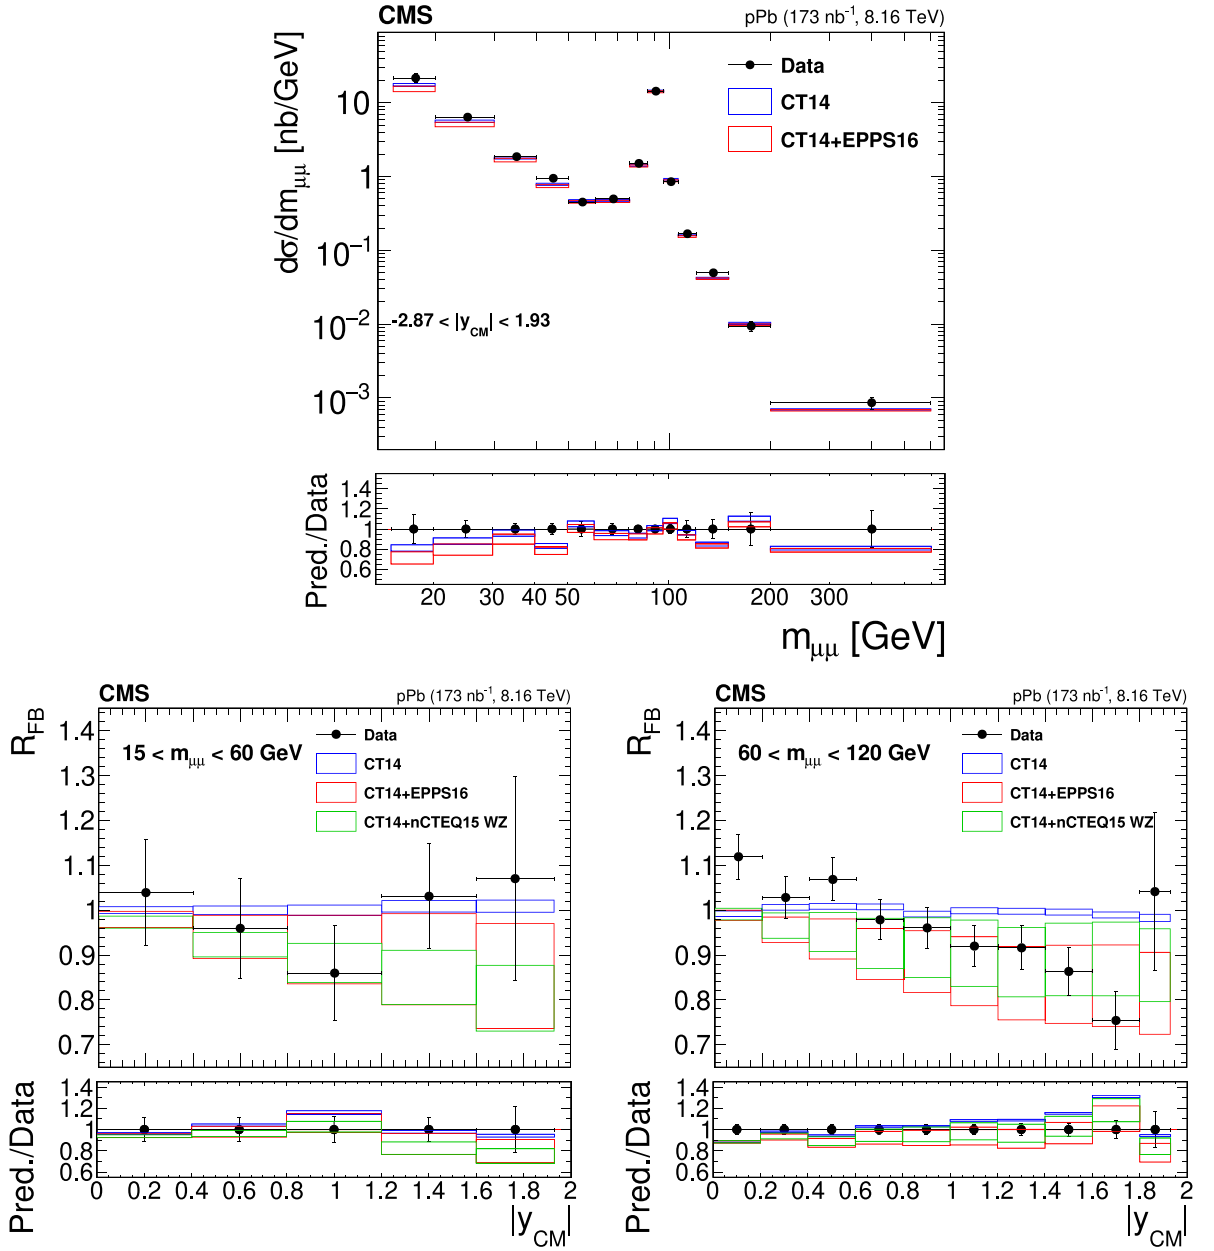 CMS
pPb (173 nb⁻¹, 8.16 TeV)
dσ/dm_μμ [nb/GeV]
10
1
10⁻¹
10⁻²
10⁻³
Data
CT14
CT14+EPPS16
-2.87 < |y_CM| < 1.93
Pred./Data
1.4
1.2
1
0.8
0.6
20 30 40 50 100 200 300
m_μμ [GeV]
CMS
pPb (173 nb⁻¹, 8.16 TeV)
R_FB
1.4
1.3
1.2
1.1
1
0.9
0.8
0.7
15 < m_μμ < 60 GeV
Data
CT14
CT14+EPPS16
CT14+nCTEQ15 WZ
Pred./Data
1.4
1.2
1
0.8
0.6
0 0.2 0.4 0.6 0.8 1 1.2 1.4 1.6 1.8 2
|y_CM|
CMS
pPb (173 nb⁻¹, 8.16 TeV)
R_FB
1.4
1.3
1.2
1.1
1
0.9
0.8
0.7
60 < m_μμ < 120 GeV
Data
CT14
CT14+EPPS16
CT14+nCTEQ15 WZ
Pred./Data
1.4
1.2
1
0.8
0.6
0 0.2 0.4 0.6 0.8 1 1.2 1.4 1.6 1.8 2
|y_CM|